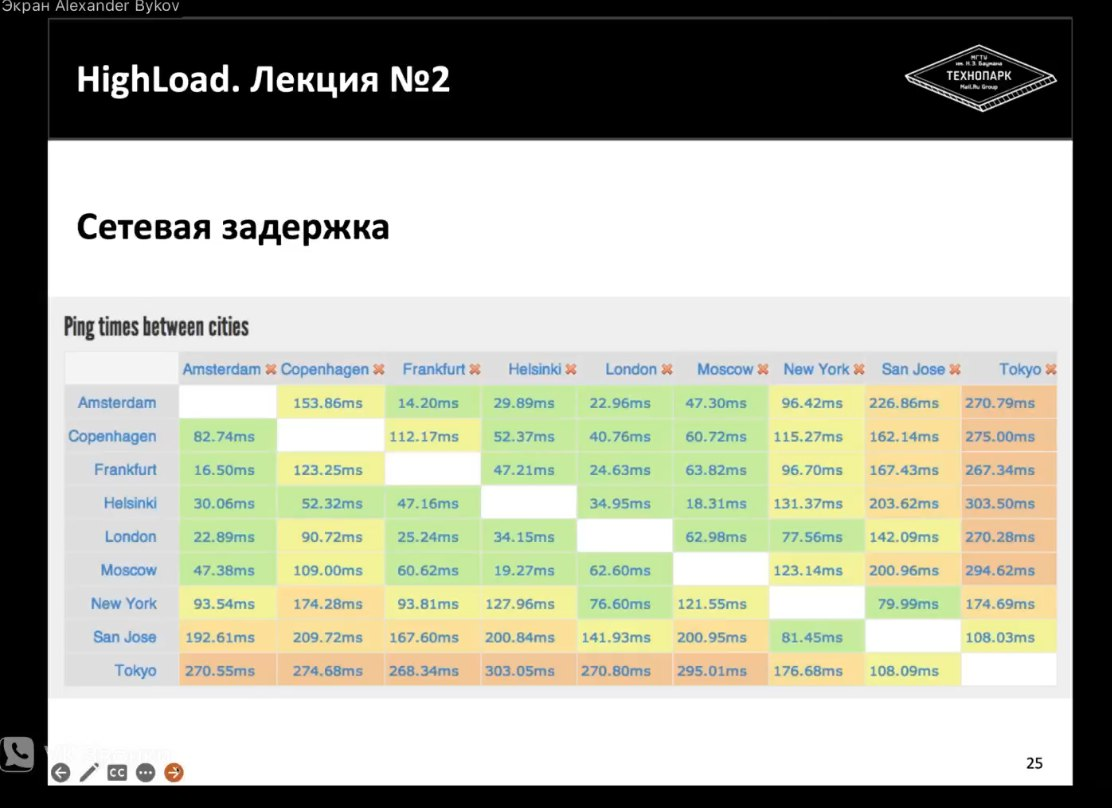 Экран Alexander Bykov
HighLoad. Лекция №2
МГТУ
им. Н.Э. Баумана
ТЕХНОПАРК
Mail.Ru Group
Сетевая задержка
Ping times between cities
Amsterdam Copenhagen Frankfurt Helsinki London Moscow New York San Jose Tokyo
Amsterdam 153.86ms 14.20ms 29.89ms 22.96ms 47.30ms 96.42ms 226.86ms 270.79ms
Copenhagen 82.74ms 112.17ms 52.37ms 40.76ms 60.72ms 115.27ms 162.14ms 275.00ms
Frankfurt 16.50ms 123.25ms 47.21ms 24.63ms 63.82ms 96.70ms 167.43ms 267.34ms
Helsinki 30.06ms 52.32ms 47.16ms 34.95ms 18.31ms 131.37ms 203.62ms 303.50ms
London 22.89ms 90.72ms 25.24ms 34.15ms 62.98ms 77.56ms 142.09ms 270.28ms
Moscow 47.38ms 109.00ms 60.62ms 19.27ms 62.60ms 123.14ms 200.96ms 294.62ms
New York 93.54ms 174.28ms 93.81ms 127.96ms 76.60ms 121.55ms 79.99ms 174.69ms
San Jose 192.61ms 209.72ms 167.60ms 200.84ms 141.93ms 200.95ms 81.45ms 108.03ms
Tokyo 270.55ms 274.68ms 268.34ms 303.05ms 270.80ms 295.01ms 176.68ms 108.09ms
CC
25